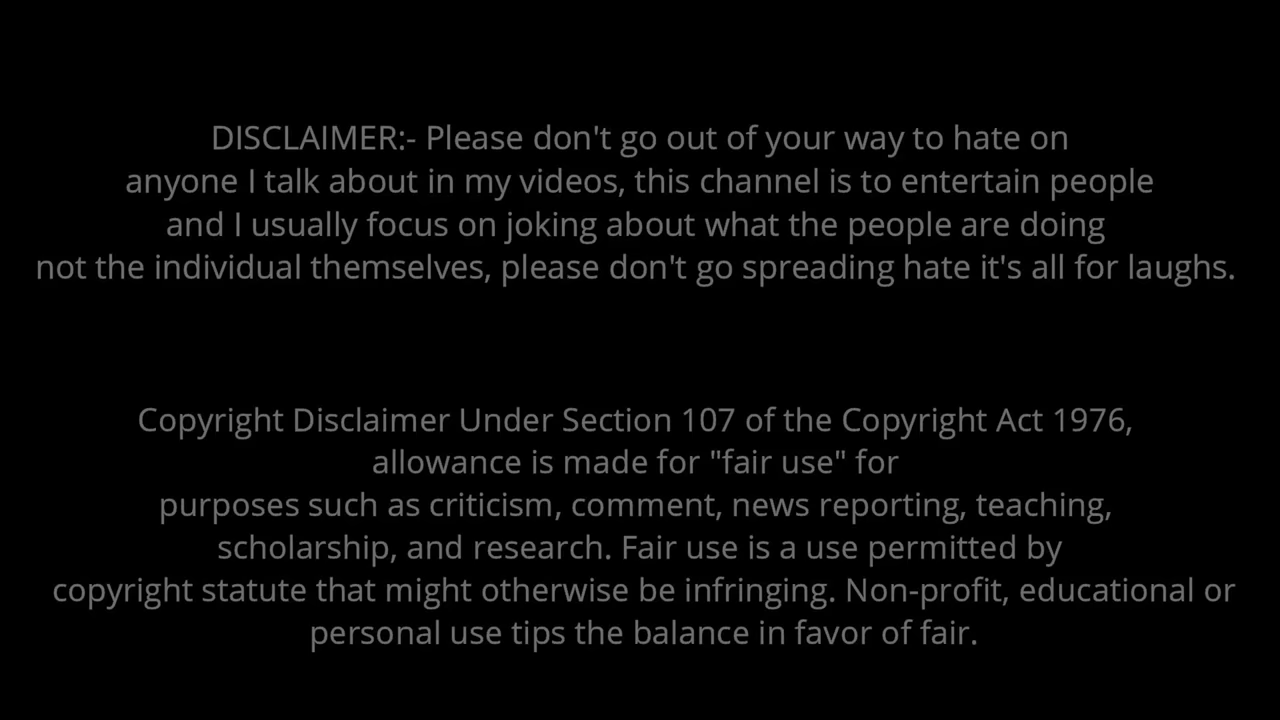 DISCLAIMER:- Please don't go out of your way to hate on
anyone I talk about in my videos, this channel is to entertain people
and I usually focus on joking about what the people are doing
not the individual themselves, please don't go spreading hate it's all for laughs.
Copyright Disclaimer Under Section 107 of the Copyright Act 1976,
allowance is made for "fair use" for
purposes such as criticism, comment, news reporting, teaching,
scholarship, and research. Fair use is a use permitted by
copyright statute that might otherwise be infringing. Non-profit, educational or
personal use tips the balance in favor of fair.